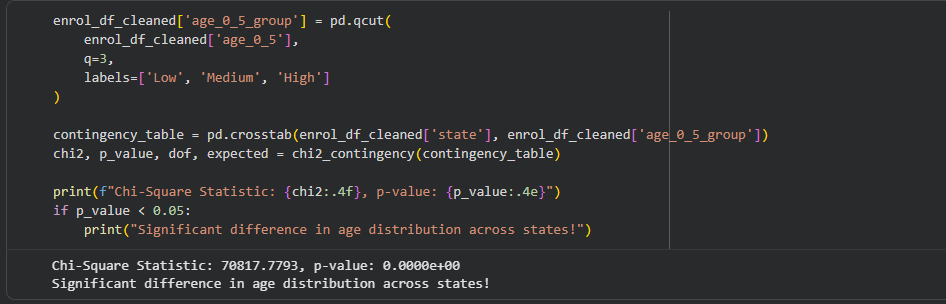 enrol_df_cleaned['age_0_5_group'] = pd.qcut(
    enrol_df_cleaned['age_0_5'],
    q=3,
    labels=['Low', 'Medium', 'High']
)

contingency_table = pd.crosstab(enrol_df_cleaned['state'], enrol_df_cleaned['age_0_5_group'])
chi2, p_value, dof, expected = chi2_contingency(contingency_table)

print(f"Chi-Square Statistic: {chi2:.4f}, p-value: {p_value:.4e}")
if p_value < 0.05:
    print("Significant difference in age distribution across states!")
Chi-Square Statistic: 70817.7793, p-value: 0.0000e+00
Significant difference in age distribution across states!